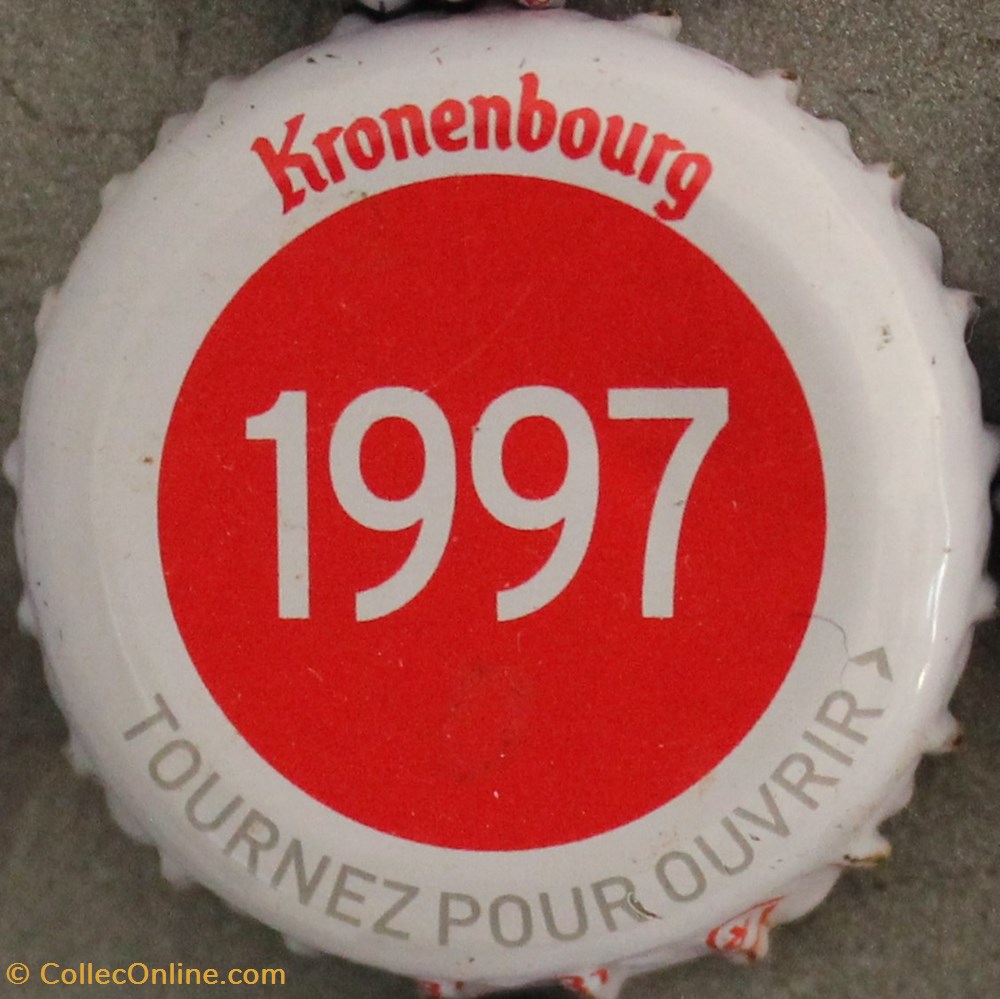 Kronenbourg
1997
TOURNEZ POUR OUVRIR >
© CollecOnline.com